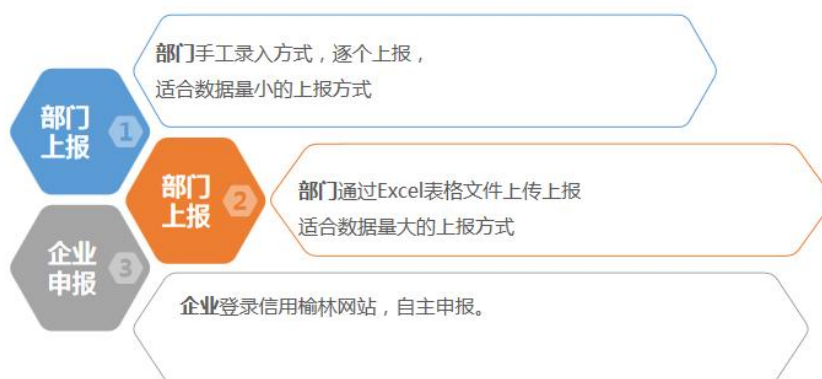 部门
上报
1
部门手工录入方式，逐个上报，
适合数据量小的上报方式
部门
上报
2
部门通过Excel表格文件上传上报
适合数据量大的上报方式
企业
申报
3
企业登录信用榆林网站，自主申报。